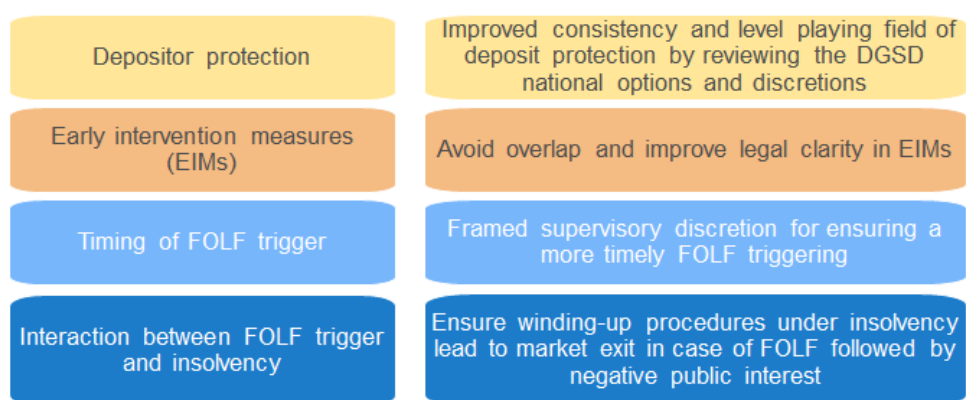 Depositor protection
Improved consistency and level playing field of
deposit protection by reviewing the DGSD
national options and discretions
Early intervention measures
(EIMs)
Avoid overlap and improve legal clarity in EIMs
Timing of FOLF trigger
Framed supervisory discretion for ensuring a
more timely FOLF triggering
Interaction between FOLF trigger
and insolvency
Ensure winding-up procedures under insolvency
lead to market exit in case of FOLF followed by
negative public interest